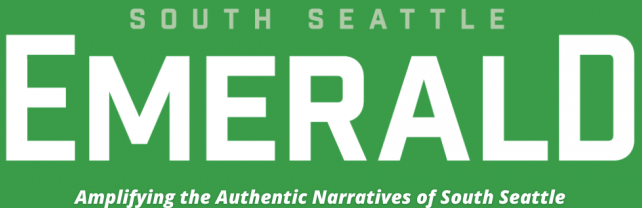 SOUTH SEATTLE
EMERALD
Amplifying the Authentic Narratives of South Seattle